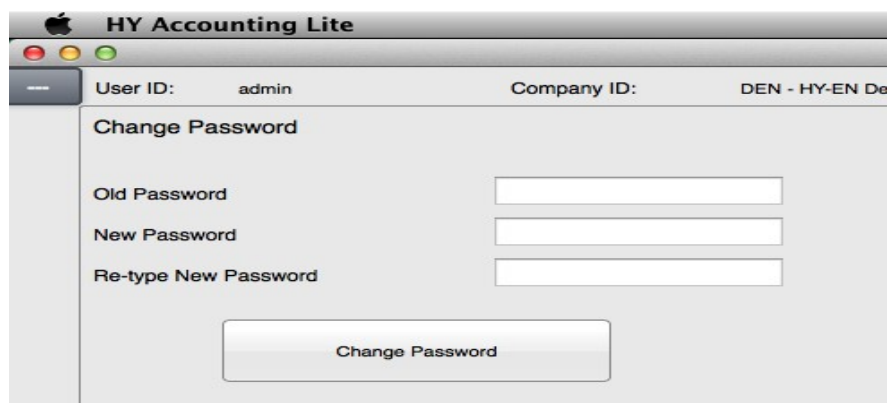 HY Accounting Lite
--- User ID: admin Company ID: DEN - HY-EN De
Change Password
Old Password
New Password
Re-type New Password
Change Password